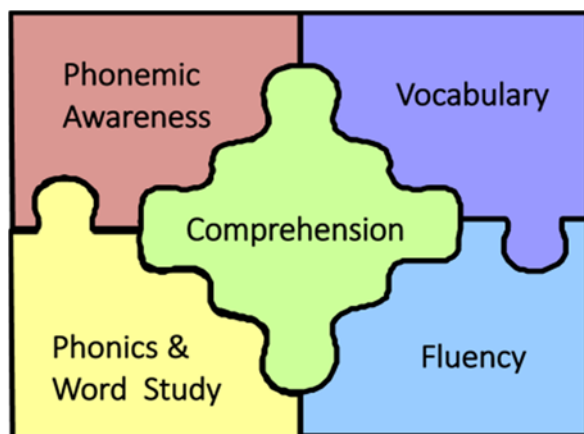 Phonemic
Awareness
Vocabulary
Comprehension
Phonics &
Word Study
Fluency